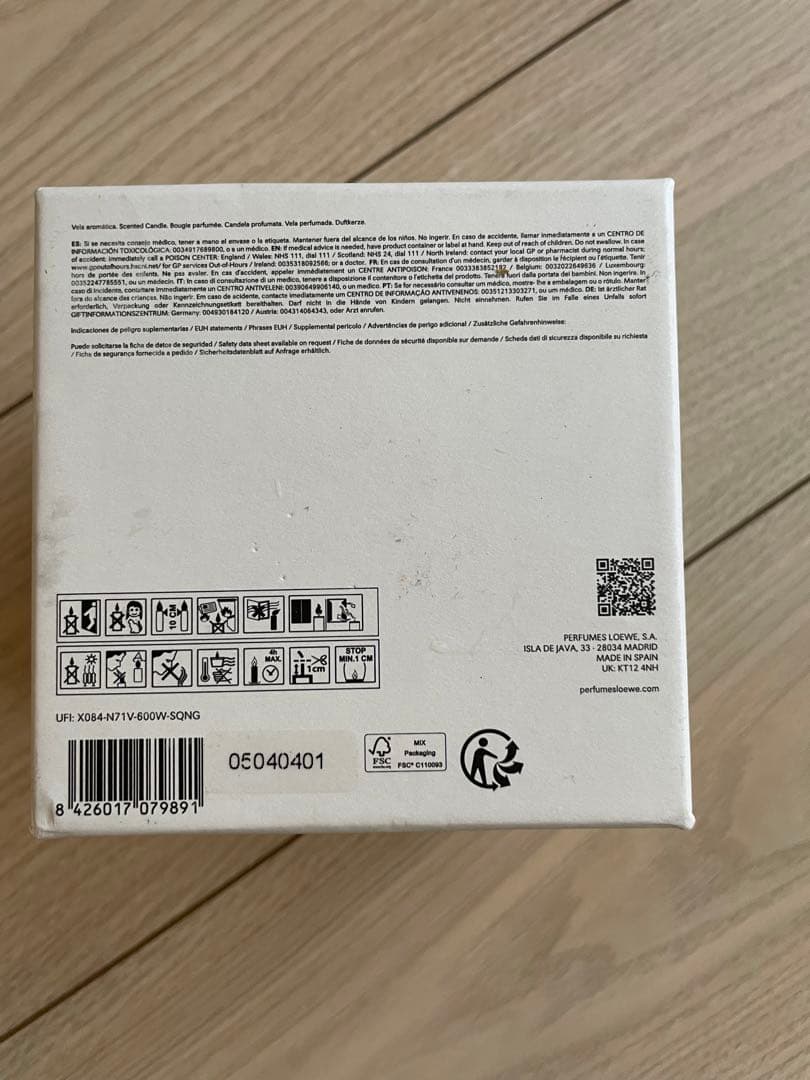 Vela aromática. Scented Candle. Bougie parfumée. Candela profumata. Vela perfumada. Duftkerze.
ES: Si se necesita consejo médico, tener a mano el envase o la etiqueta. Mantener fuera del alcance de los niños. No ingerir. En caso de accidente, llamar inmediatamente a un CENTRO DE
INFORMACIÓN TOXICOLÓGICA: 0034917689800, o a un médico. EN: If medical advice is needed, have product container or label at hand. Keep out of reach of children. Do not swallow. In case
of accident: immediately call a POISON CENTER: England / Wales: NHS 111, dial 111 / Scotland: NHS 24, dial 111 / North Ireland: contact your local GP or pharmacist during normal hours;
www.gpoutofhours.hscni.net/ for GP services Out-of-Hours / Ireland: 0035318092566; or a doctor. FR: En cas de consultation d'un médecin, garder à disposition le récipient ou l'étiquette. Tenir
hors de portée des enfants. Ne pas avaler. En cas d'accident, appeler immédiatement un CENTRE ANTIPOISON: France 0033383852192 / Belgium: 0032022649636 / Luxembourg:
00352247785551, ou un médecin. IT: In caso di consultazione di un medico, tenere a disposizione il contenitore o l'etichetta del prodotto. Tenere fuori dalla portata dei bambini. Non ingerire. In
caso di incidente, contattare immediatamente un CENTRO ANTIVELENI: 00390649906140, o un medico. PT: Se for necessário consultar um médico, mostre-lhe a embalagem ou o rótulo. Manter
fora do alcance das crianças. Não ingerir. Em caso de acidente, contacte imediatamente um CENTRO DE INFORMAÇÃO ANTIVENENOS: 00351213303271, ou um médico. DE: Ist ärztlicher Rat
erforderlich, Verpackung oder Kennzeichnungsetikett bereithalten. Darf nicht in die Hände von Kindern gelangen. Nicht einnehmen. Rufen Sie im Falle eines Unfalls sofort
GIFTINFORMATIONSZENTRUM: Germany: 004930184120 / Austria: 004314064343, oder Arzt anrufen.
Indicaciones de peligro suplementarias / EUH statements / Phrases EUH / Supplemental pericolo / Advertências de perigo adicional / Zusätzliche Gefahrenhinweise:
Puede solicitarse la ficha de datos de seguridad / Safety data sheet available on request / Fiche de données de sécurité disponible sur demande / Scheda dati di sicurezza disponibile su richiesta
/ Ficha de segurança fornecida a pedido / Sicherheitsdatenblatt auf Anfrage erhältlich.
10 CM
4h
MAX.
1cm
STOP
MIN.1 CM
PERFUMES LOEWE, S.A.
ISLA DE JAVA, 33 - 28034 MADRID
MADE IN SPAIN
UK: KT12 4NH
perfumesloewe.com
UFI: X084-N71V-600W-SQNG
8 426017 079891
05040401
FSC
MIX
Packaging
FSC® C110093